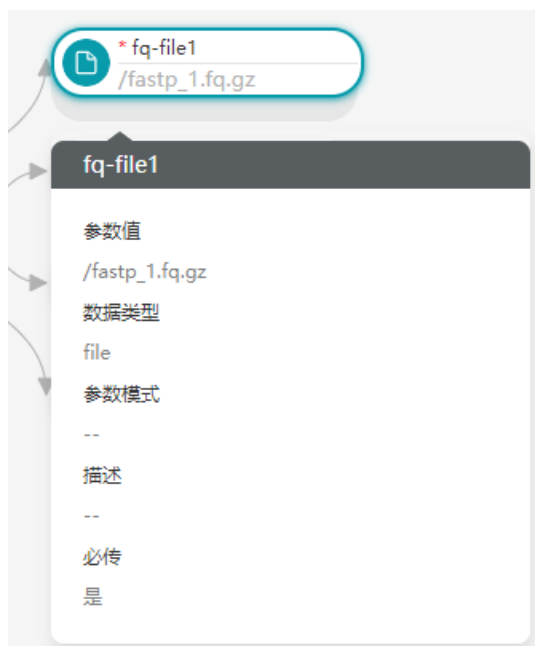 * fq-file1
/fastp_1.fq.gz
fq-file1
参数值
/fastp_1.fq.gz
数据类型
file
参数模式
--
描述
--
必传
是